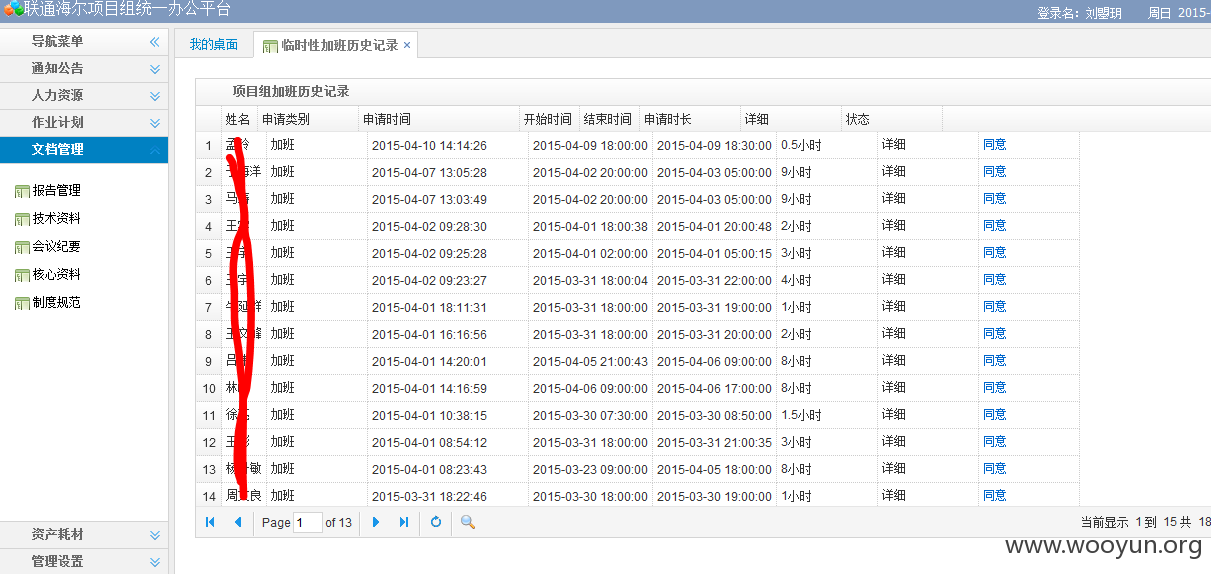 联通海尔项目组统一办公平台
登录名: 刘曌玥 周日 2015-
导航菜单
我的桌面 临时性加班历史记录 ×
通知公告
人力资源
作业计划
文档管理
报告管理
技术资料
会议纪要
核心资料
制度规范
资产耗材
管理设置
项目组加班历史记录
姓名 申请类别 申请时间 开始时间 结束时间 申请时长 详细 状态
1 加班 2015-04-10 14:14:26 2015-04-09 18:00:00 2015-04-09 18:30:00 0.5小时 详细 同意
2 加班 2015-04-07 13:05:28 2015-04-02 20:00:00 2015-04-03 05:00:00 9小时 详细 同意
3 马 加班 2015-04-07 13:03:49 2015-04-02 20:00:00 2015-04-03 05:00:00 9小时 详细 同意
4 王 加班 2015-04-02 09:28:30 2015-04-01 18:00:38 2015-04-01 20:00:48 2小时 详细 同意
5 王 加班 2015-04-02 09:25:28 2015-04-01 02:00:00 2015-04-01 05:00:15 3小时 详细 同意
6 王 加班 2015-04-02 09:23:27 2015-03-31 18:00:04 2015-03-31 22:00:00 4小时 详细 同意
7 加班 2015-04-01 18:11:31 2015-03-31 18:00:00 2015-03-31 19:00:00 1小时 详细 同意
8 王 加班 2015-04-01 16:16:56 2015-03-31 18:00:00 2015-03-31 20:00:00 2小时 详细 同意
9 吕 加班 2015-04-01 14:20:01 2015-04-05 21:00:43 2015-04-06 09:00:00 8小时 详细 同意
10 林 加班 2015-04-01 14:16:59 2015-04-06 09:00:00 2015-04-06 17:00:00 8小时 详细 同意
11 徐 加班 2015-04-01 10:38:15 2015-03-30 07:30:00 2015-03-30 08:50:00 1.5小时 详细 同意
12 王 加班 2015-04-01 08:54:12 2015-03-31 18:00:00 2015-03-31 21:00:35 3小时 详细 同意
13 杨 敏 加班 2015-04-01 08:23:43 2015-03-23 09:00:00 2015-04-05 18:00:00 8小时 详细 同意
14 周 良 加班 2015-03-31 18:22:46 2015-03-30 18:00:00 2015-03-30 19:00:00 1小时 详细 同意
Page 1 of 13 当前显示 1 到 15 共 18
www.wooyun.org